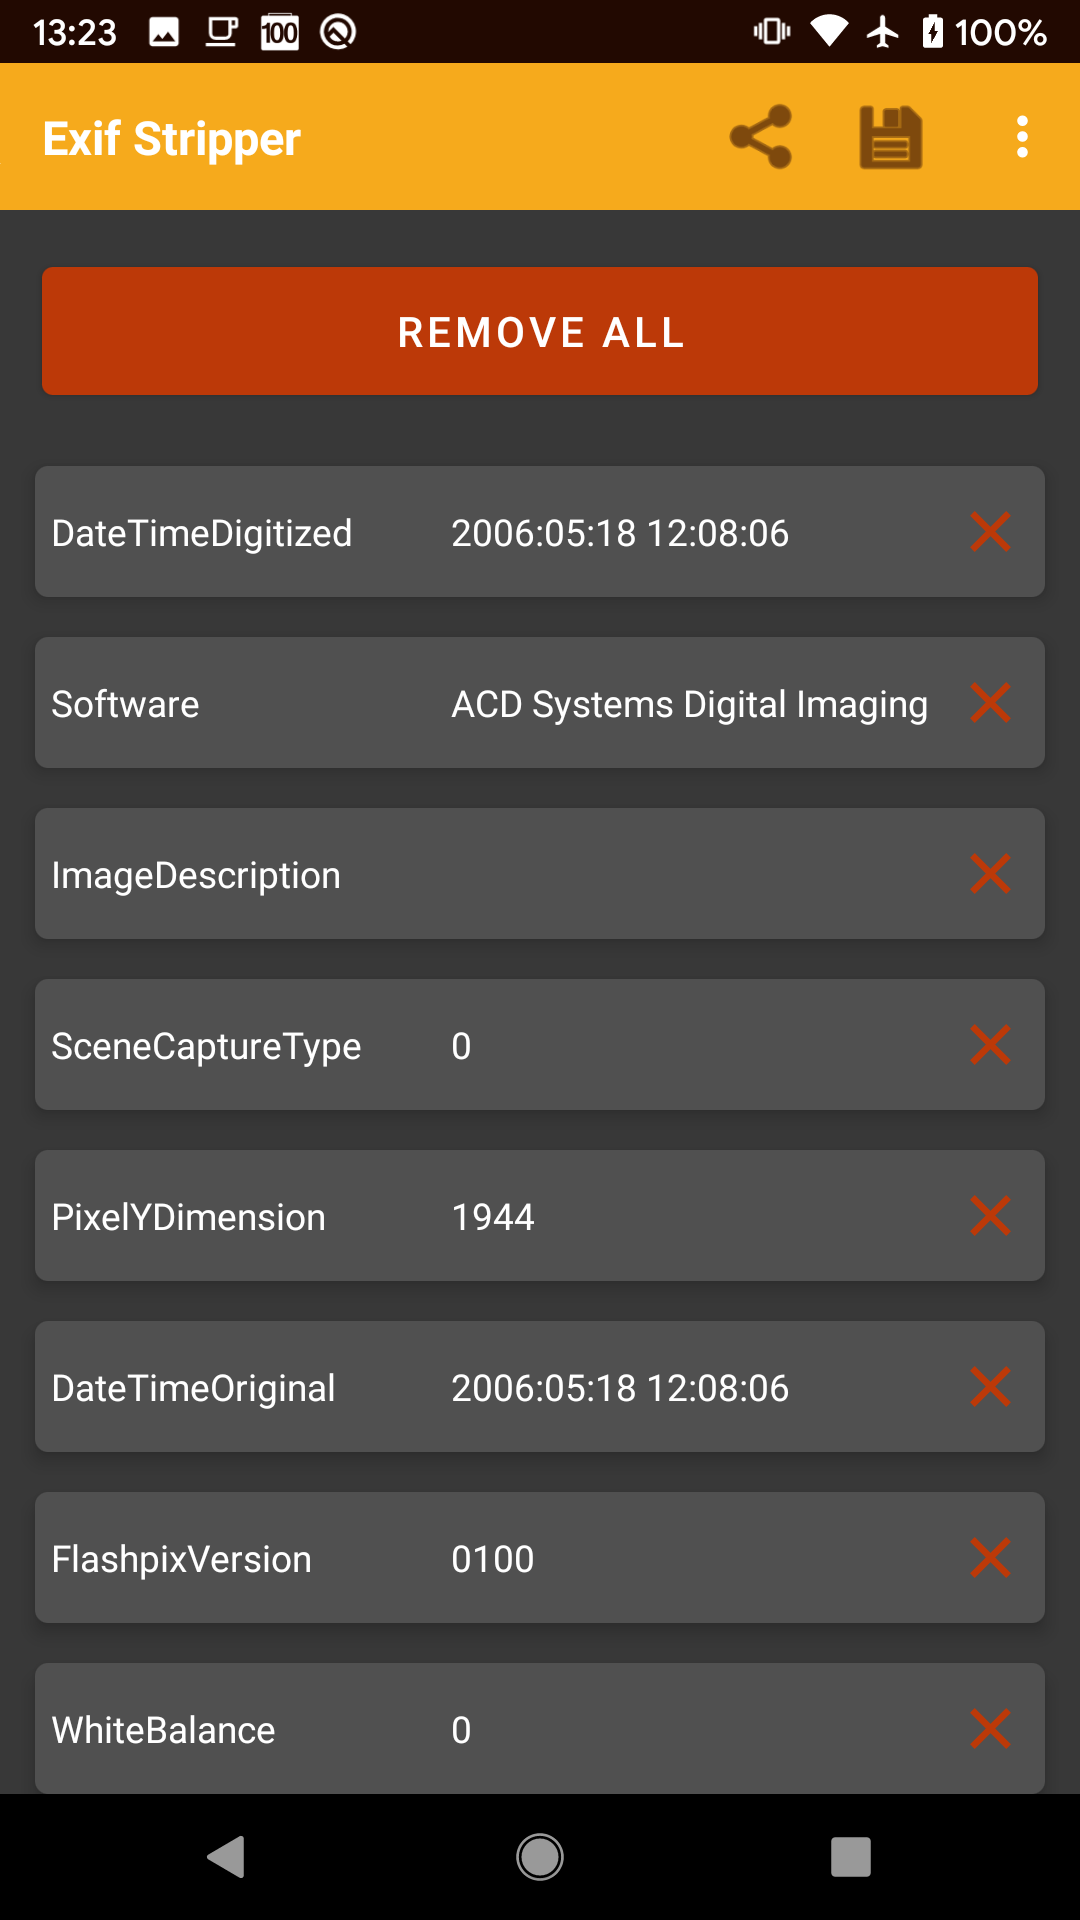 13:23 100 100%
Exif Stripper
REMOVE ALL
DateTimeDigitized 2006:05:18 12:08:06
Software ACD Systems Digital Imaging
ImageDescription
SceneCaptureType 0
PixelYDimension 1944
DateTimeOriginal 2006:05:18 12:08:06
FlashpixVersion 0100
WhiteBalance 0